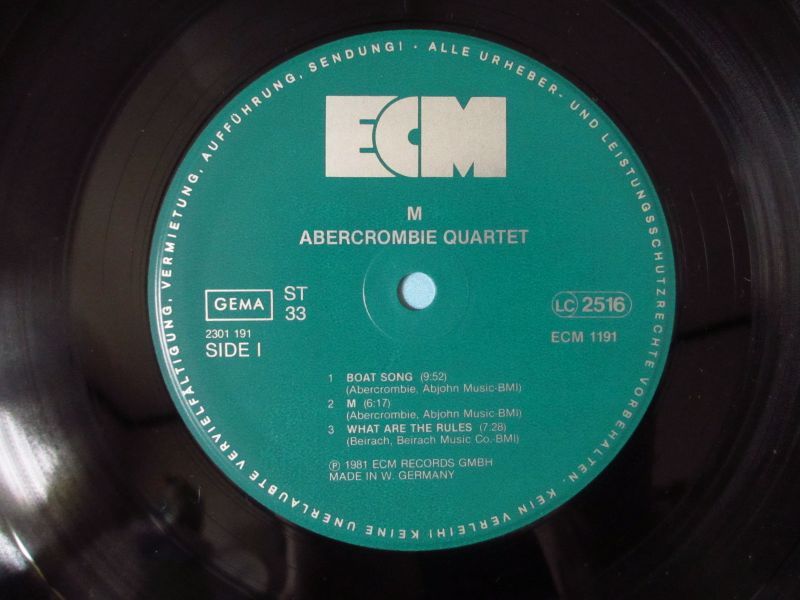 ALLE URHEBER- UND LEISTUNGSSCHUTZRECHTE VORBEHALTEN. KEIN VERLEIH! KEINE UNERLAUBTE VERVIELFÄLTIGUNG, VERMIETUNG, AUFFÜHRUNG, SENDUNG! ·
ECM
M
ABERCROMBIE QUARTET
GEMA
ST
33
LC 2516
2301 191
SIDE I
ECM 1191
1 BOAT SONG (9:52)
(Abercrombie, Abjohn Music-BMI)
2 M (6:17)
(Abercrombie, Abjohn Music-BMI)
3 WHAT ARE THE RULES (7:28)
(Beirach, Beirach Music Co.-BMI)
℗ 1981 ECM RECORDS GMBH
MADE IN W. GERMANY